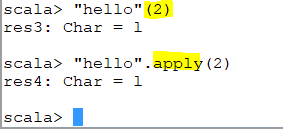 scala> "hello"(2)
res3: Char = l
scala> "hello".apply(2)
res4: Char = l
scala>